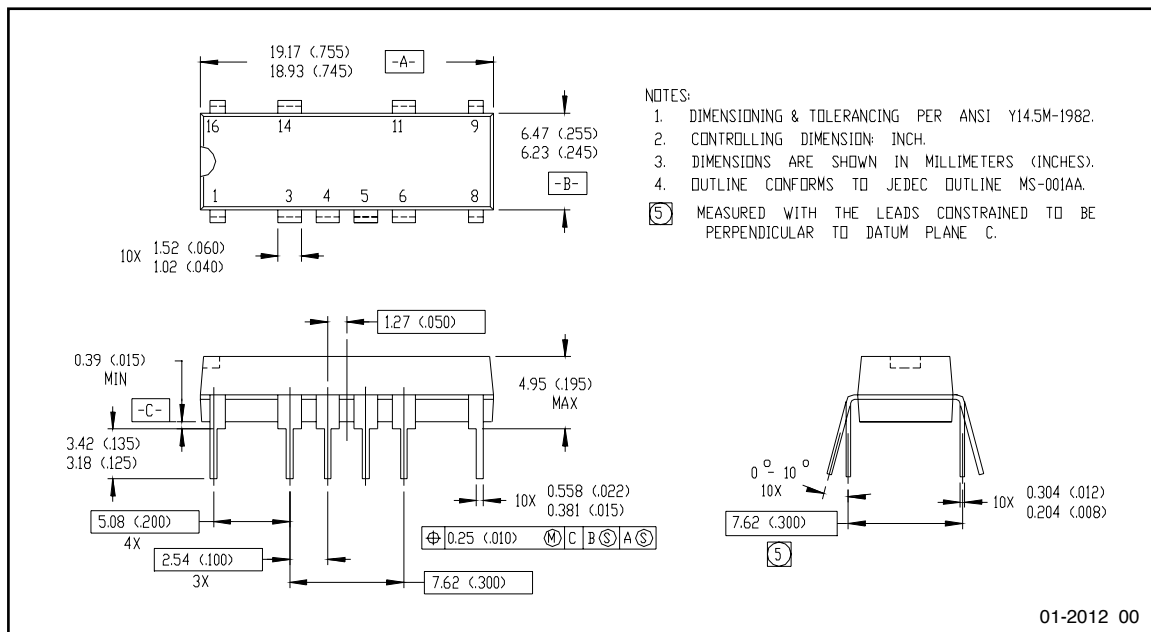 19.17 (.755)
18.93 (.745)
-A-
16 14 11 9
1 3 4 5 6 8
6.47 (.255)
6.23 (.245)
-B-
10X 1.52 (.060)
1.02 (.040)
NOTES:
1. DIMENSIONING & TOLERANCING PER ANSI Y14.5M-1982.
2. CONTROLLING DIMENSION: INCH.
3. DIMENSIONS ARE SHOWN IN MILLIMETERS (INCHES).
4. OUTLINE CONFORMS TO JEDEC OUTLINE MS-001AA.
5 MEASURED WITH THE LEADS CONSTRAINED TO BE
PERPENDICULAR TO DATUM PLANE C.
1.27 (.050)
0.39 (.015)
MIN
-C-
3.42 (.135)
3.18 (.125)
4.95 (.195)
MAX
10X 0.558 (.022)
0.381 (.015)
5.08 (.200)
4X
⌖ 0.25 (.010) Ⓜ C B Ⓢ A Ⓢ
2.54 (.100)
3X
7.62 (.300)
0° - 10°
10X
10X 0.304 (.012)
0.204 (.008)
7.62 (.300)
5
01-2012 00